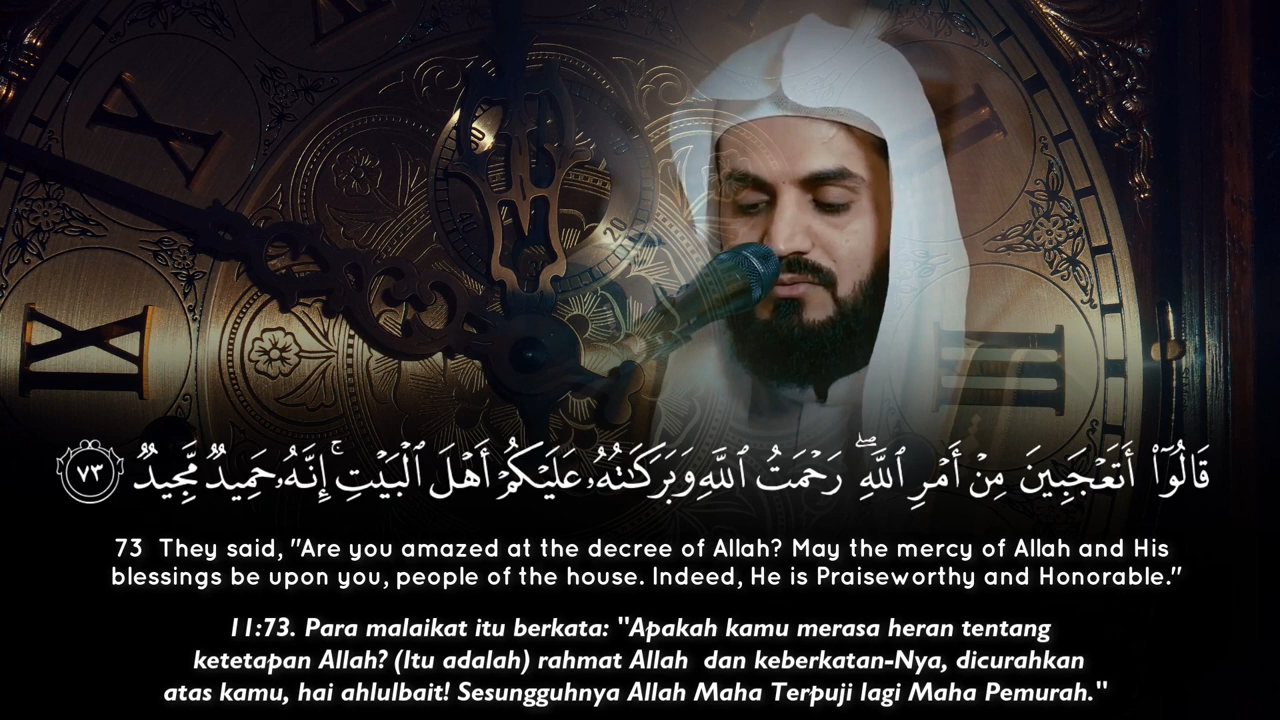 قَالُوٓا۟ أَتَعْجَبِينَ مِنْ أَمْرِ ٱللَّهِ ۖ رَحْمَتُ ٱللَّهِ وَبَرَكَـٰتُهُۥ عَلَيْكُمْ أَهْلَ ٱلْبَيْتِ ۚ إِنَّهُۥ حَمِيدٌ مَّجِيدٌ ٧٣
73 They said, "Are you amazed at the decree of Allah? May the mercy of Allah and His
blessings be upon you, people of the house. Indeed, He is Praiseworthy and Honorable."
11:73. Para malaikat itu berkata: "Apakah kamu merasa heran tentang
ketetapan Allah? (Itu adalah) rahmat Allah dan keberkatan-Nya, dicurahkan
atas kamu, hai ahlulbait! Sesungguhnya Allah Maha Terpuji lagi Maha Pemurah."